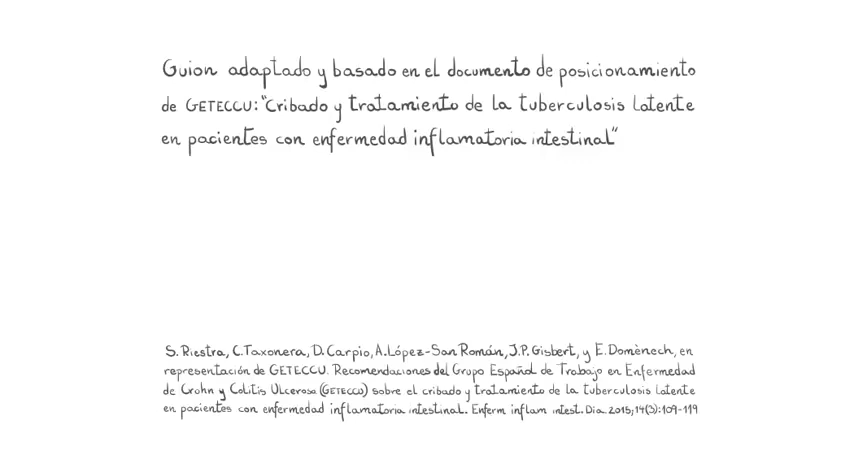 Guion adaptado y basado en el documento de posicionamiento
de GETECCU: "Cribado y tratamiento de la tuberculosis latente
en pacientes con enfermedad inflamatoria intestinal"
S. Riestra, C. Taxonera, D. Carpio, A. López-San Román, J.P. Gisbert, y E. Domènech, en
representación de GETECCU. Recomendaciones del Grupo Español de Trabajo en Enfermedad
de Crohn y Colitis Ulcerosa (GETECCU) sobre el cribado y tratamiento de la tuberculosis latente
en pacientes con enfermedad inflamatoria intestinal. Enferm inflam intest. Dia. 2015;14(3):109-119